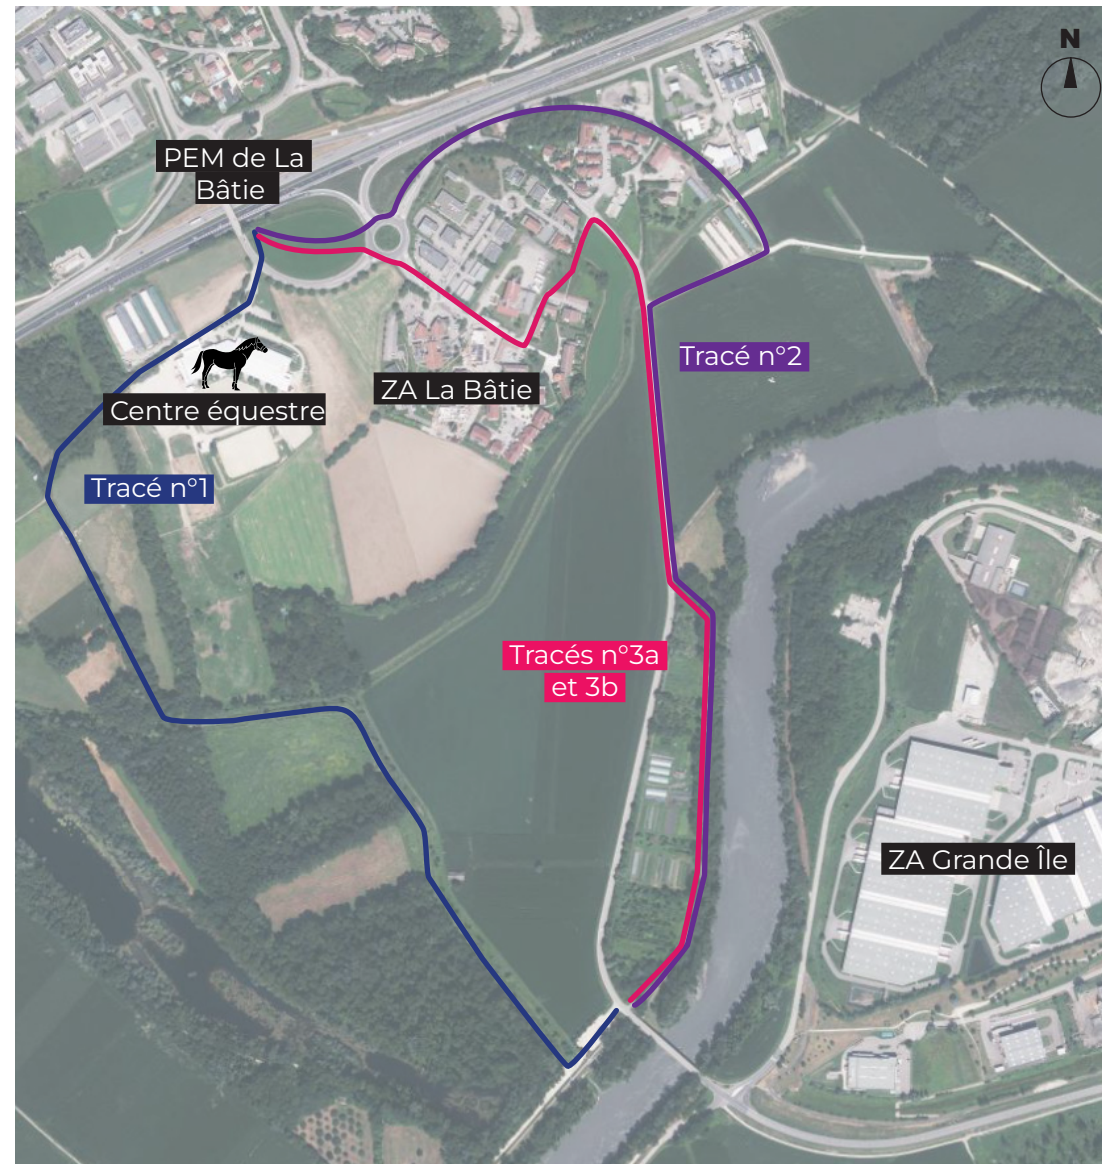 N
PEM de La
Bâtie
Tracé n°2
ZA La Bâtie
Centre équestre
Tracé n°1
Tracés n°3a
et 3b
ZA Grande Île